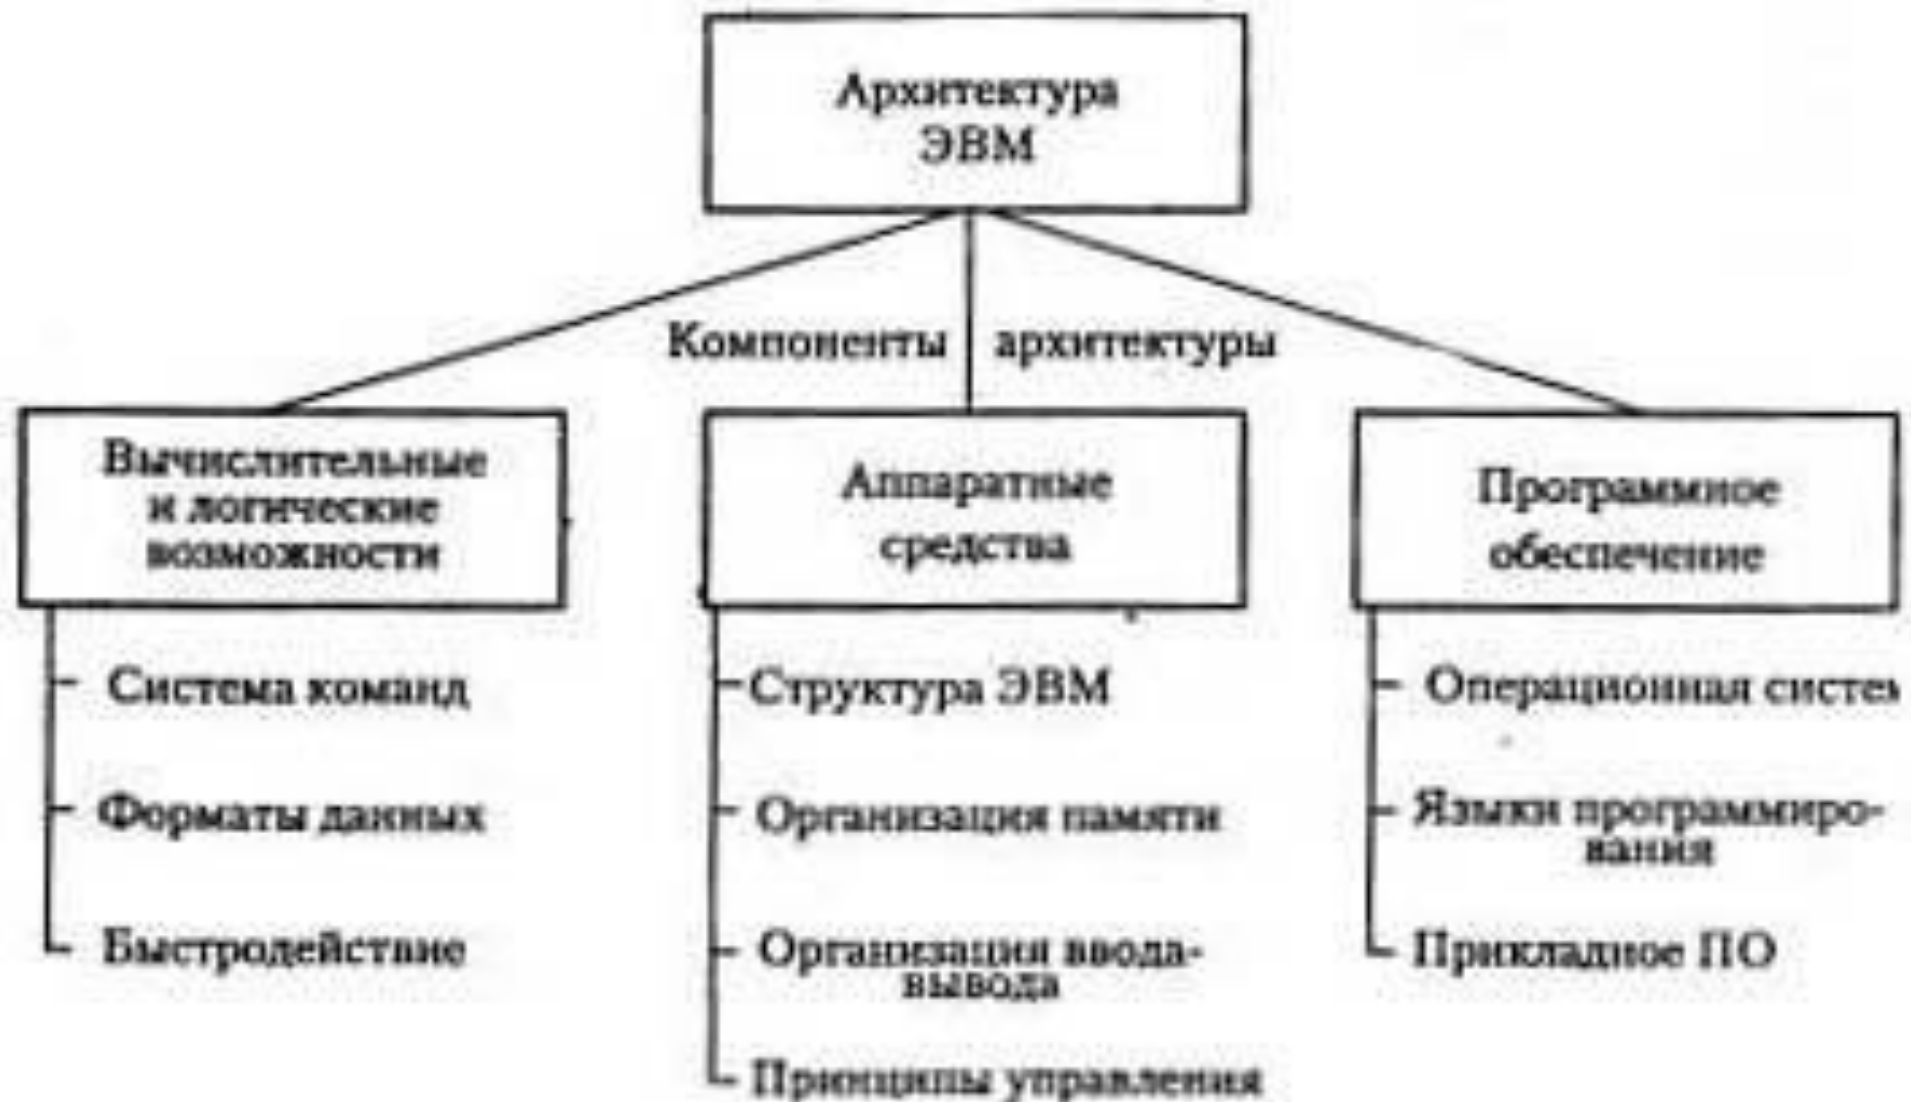 Архитектура
ЭВМ
Компоненты архитектуры
Вычислительные
и логические
возможности
Аппаратные
средства
Программное
обеспечение
Система команд
Форматы данных
Быстродействие
Структура ЭВМ
Организация памяти
Организация ввода-
вывода
Принципы управления
Операционная
Языки программиро-
вания
Прикладное ПО